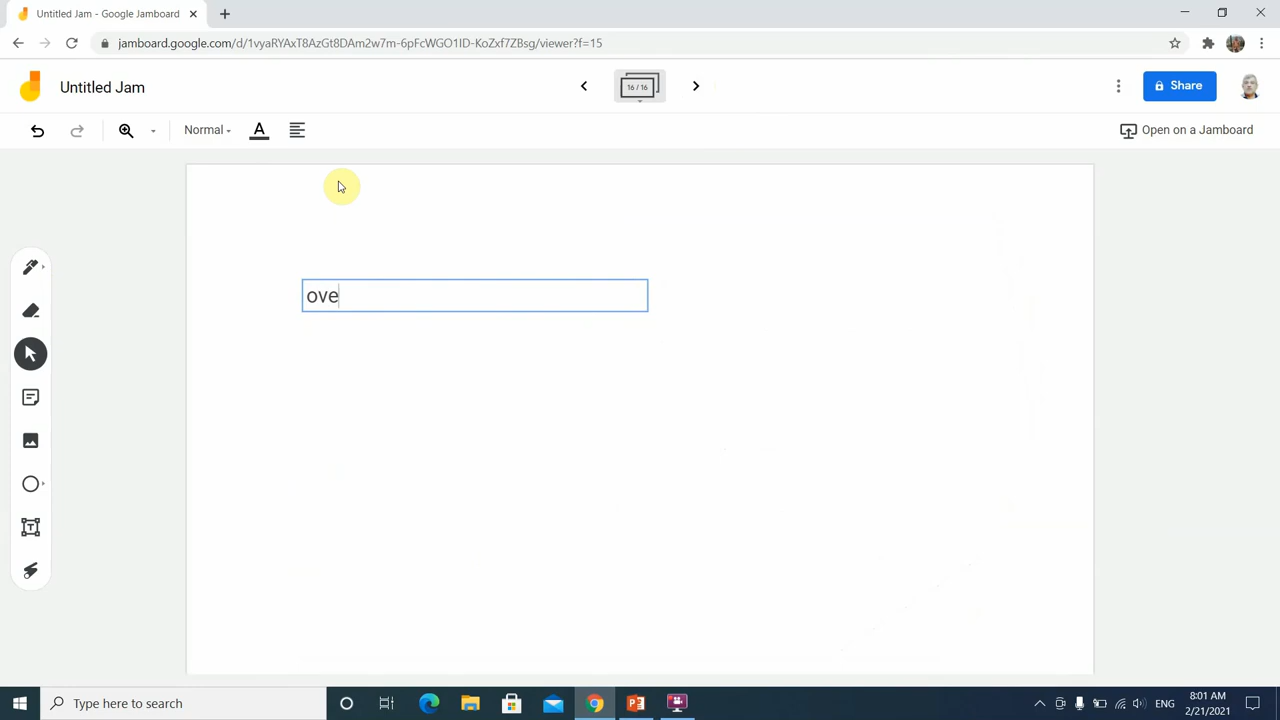 Untitled Jam - Google Jamboard
jamboard.google.com/d/1vyaRYAxT8AzGt8DAm2w7m-6pFcWGO1ID-KoZxf7ZBsg/viewer?f=15
Untitled Jam
16 / 16
Share
Normal
A
Open on a Jamboard
ove
T
Type here to search
ENG
8:01 AM
2/21/2021